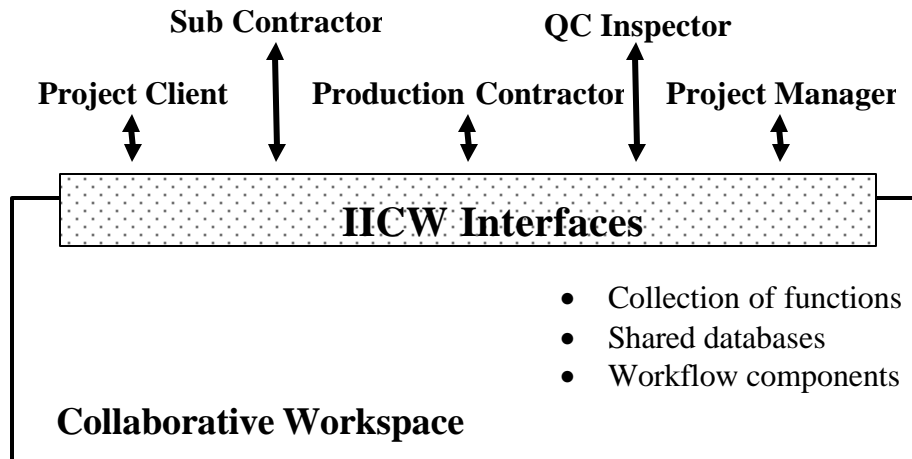 Sub Contractor QC Inspector
Project Client Production Contractor Project Manager
IICW Interfaces
• Collection of functions
• Shared databases
• Workflow components
Collaborative Workspace